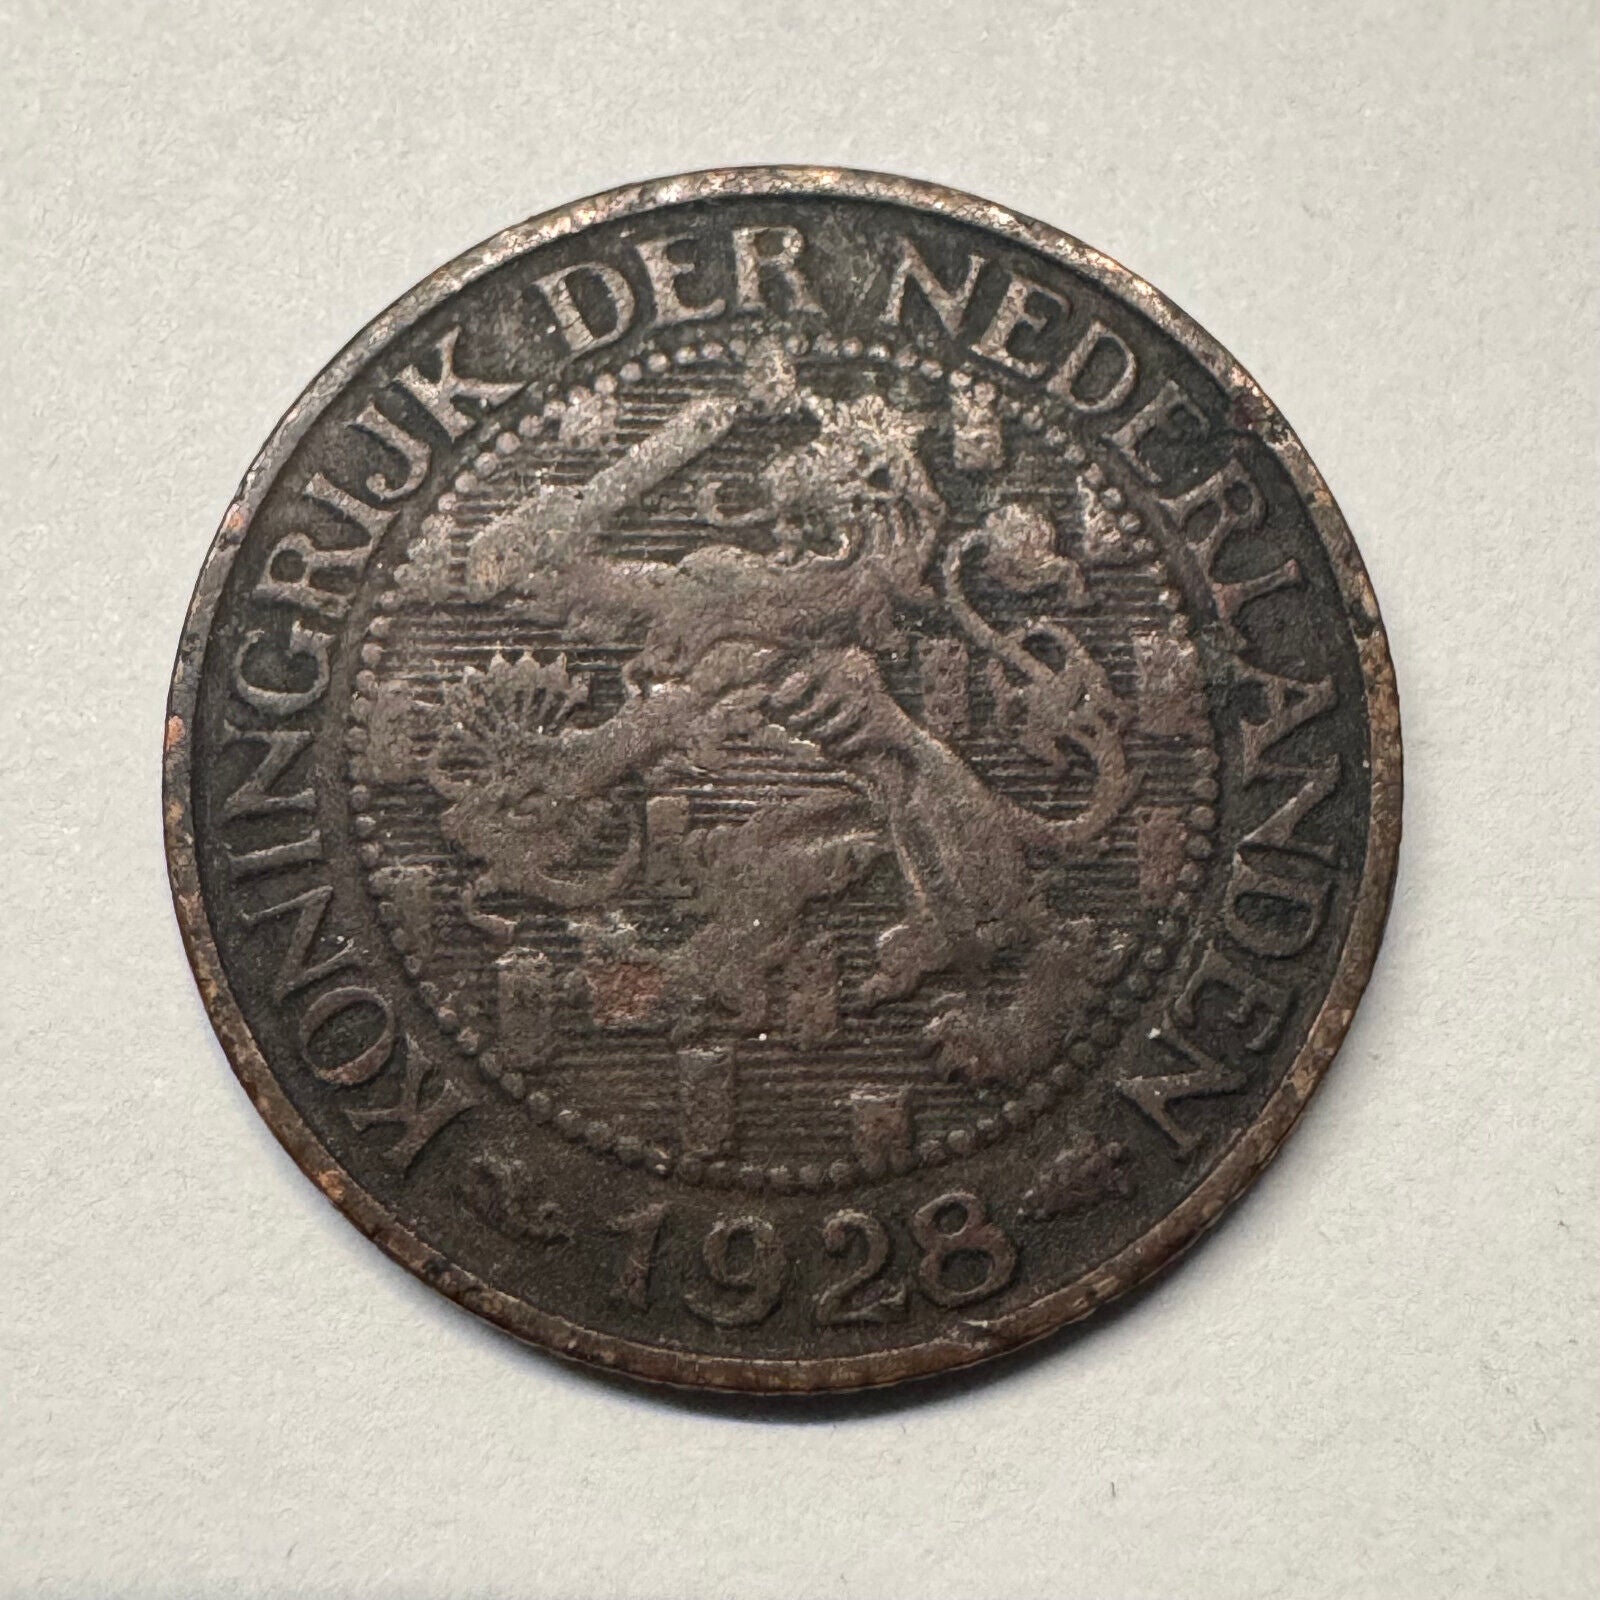 KONINGRIJK DER NEDERLANDEN
1928